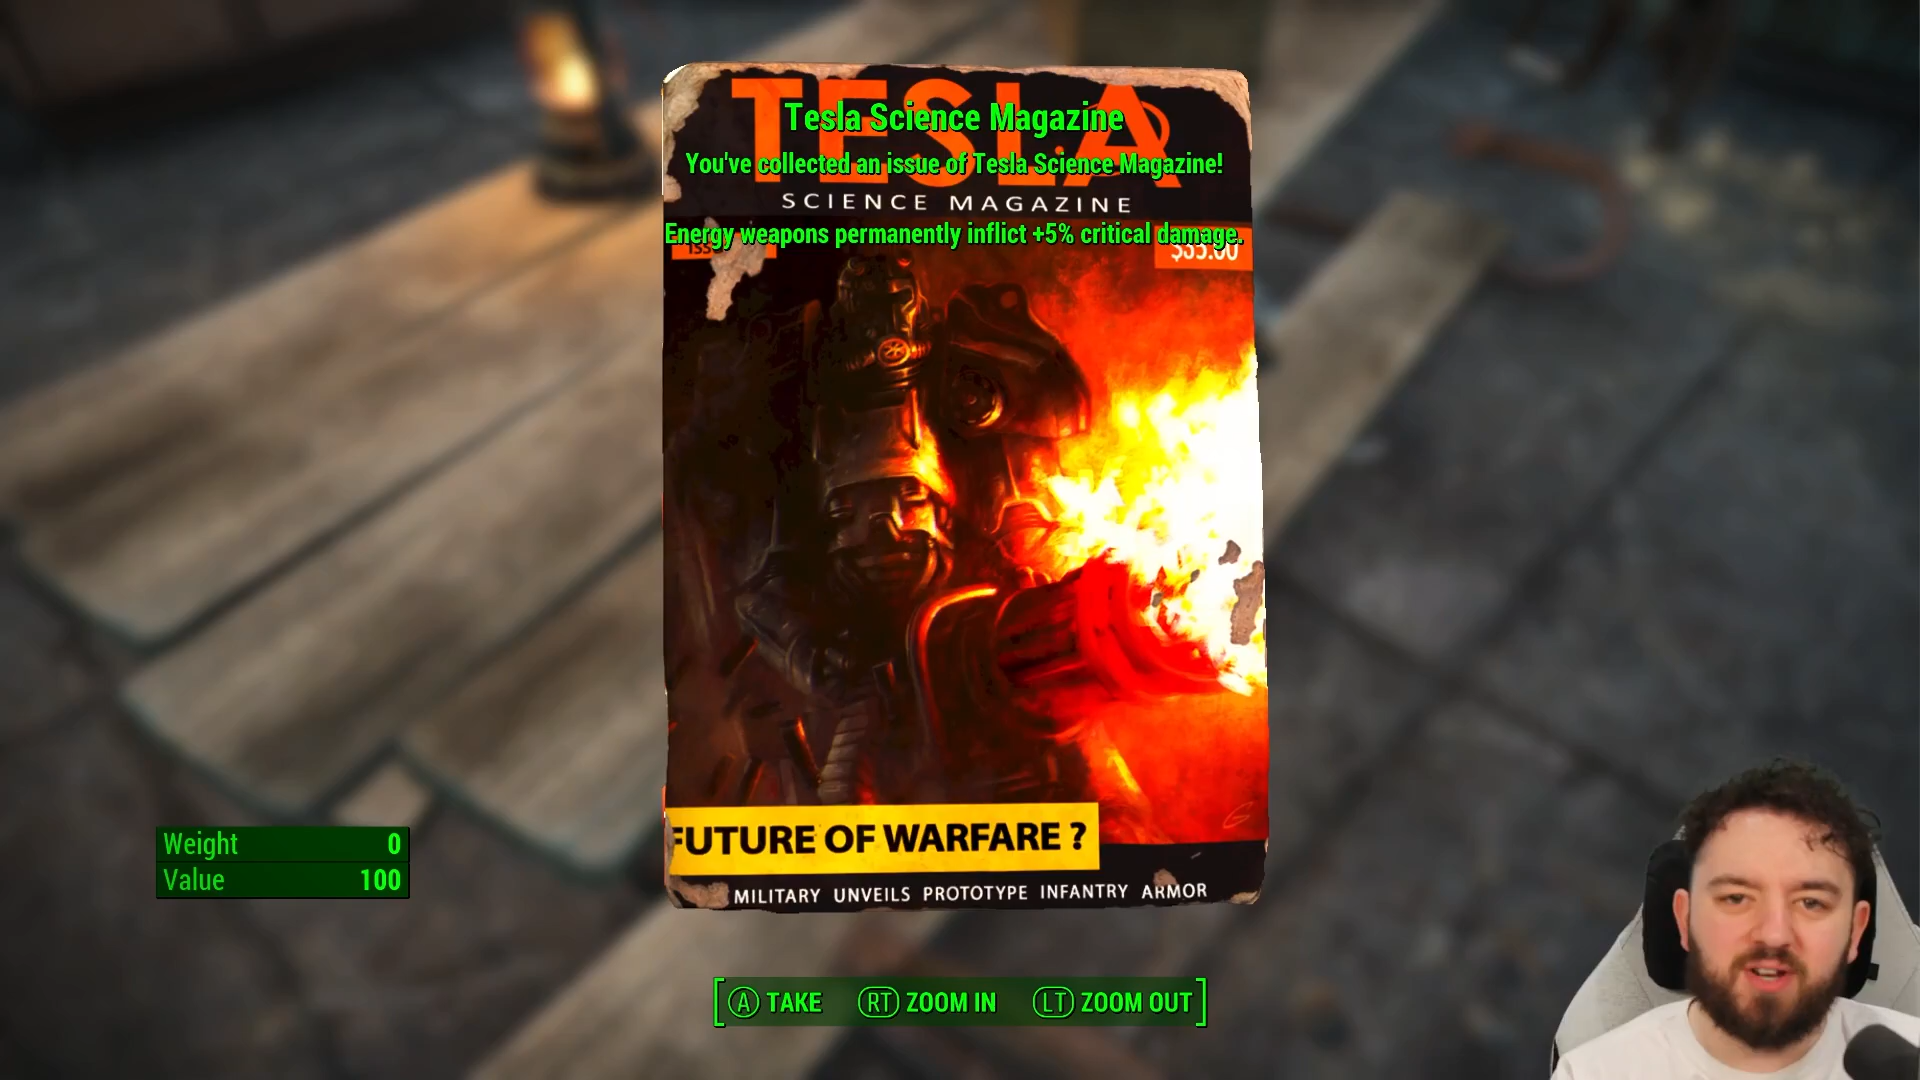 TESLA
Tesla Science Magazine
You've collected an issue of Tesla Science Magazine!
SCIENCE MAGAZINE
Energy weapons permanently inflict +5% critical damage.
$35.00
FUTURE OF WARFARE ?
MILITARY UNVEILS PROTOTYPE INFANTRY ARMOR
Weight 0
Value 100
A TAKE RT ZOOM IN LT ZOOM OUT